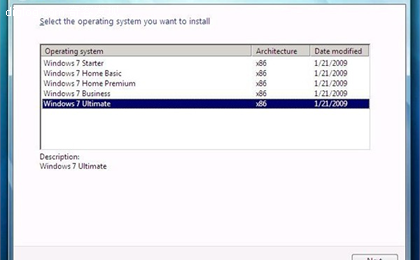 Select the operating system you want to install
Operating system Architecture Date modified
Windows 7 Starter x86 1/21/2009
Windows 7 Home Basic x86 1/21/2009
Windows 7 Home Premium x86 1/21/2009
Windows 7 Business x86 1/21/2009
Windows 7 Ultimate x86 1/21/2009
Description:
Windows 7 Ultimate